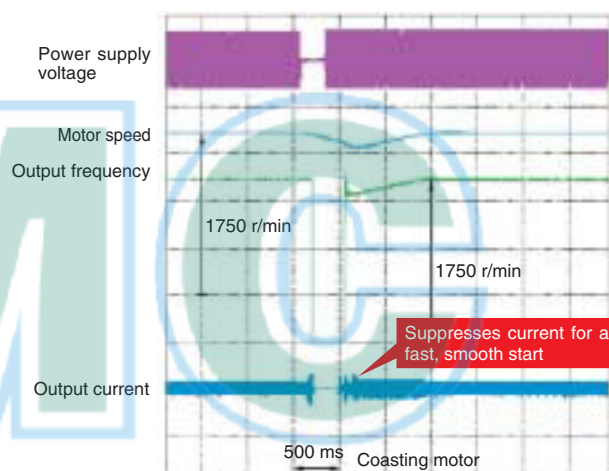 Power supply
voltage
Motor speed
Output frequency
1750 r/min
1750 r/min
Suppresses current for a
fast, smooth start
Output current
500 ms
Coasting motor
MC